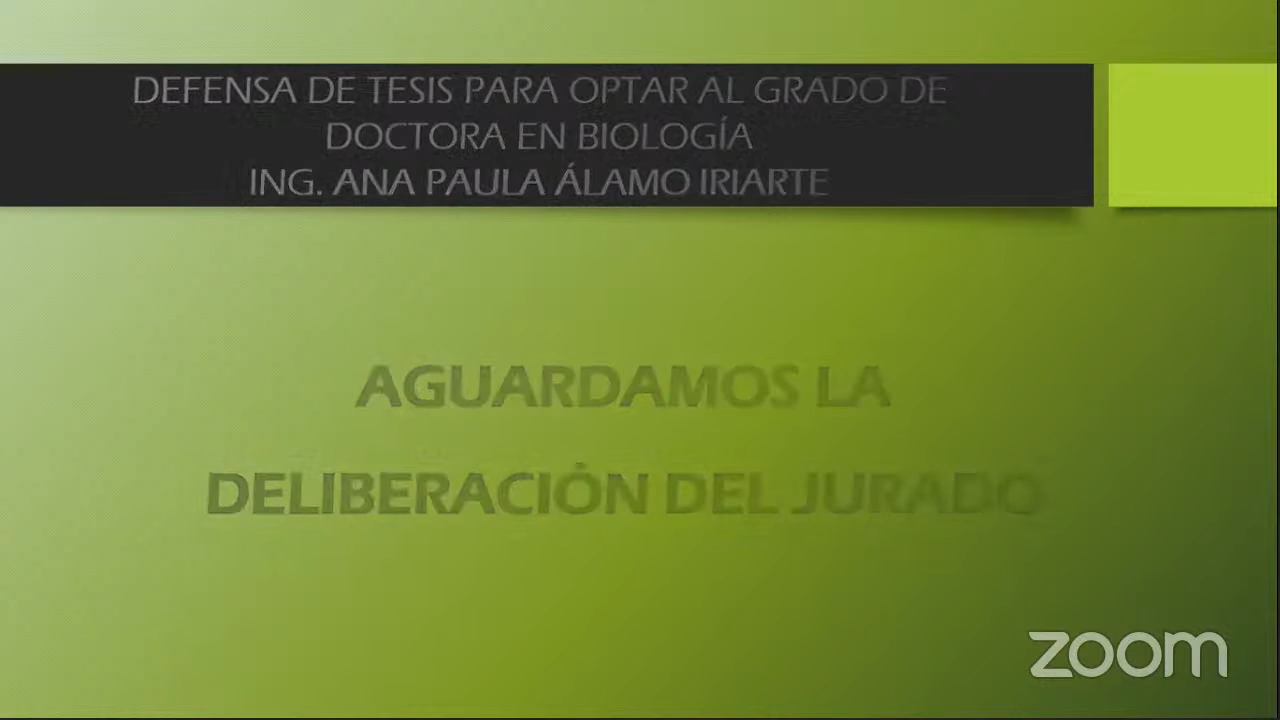 DEFENSA DE TESIS PARA OPTAR AL GRADO DE
DOCTORA EN BIOLOGÍA
ING. ANA PAULA ÁLAMO IRIARTE
AGUARDAMOS LA
DELIBERACIÓN DEL JURADO
zoom